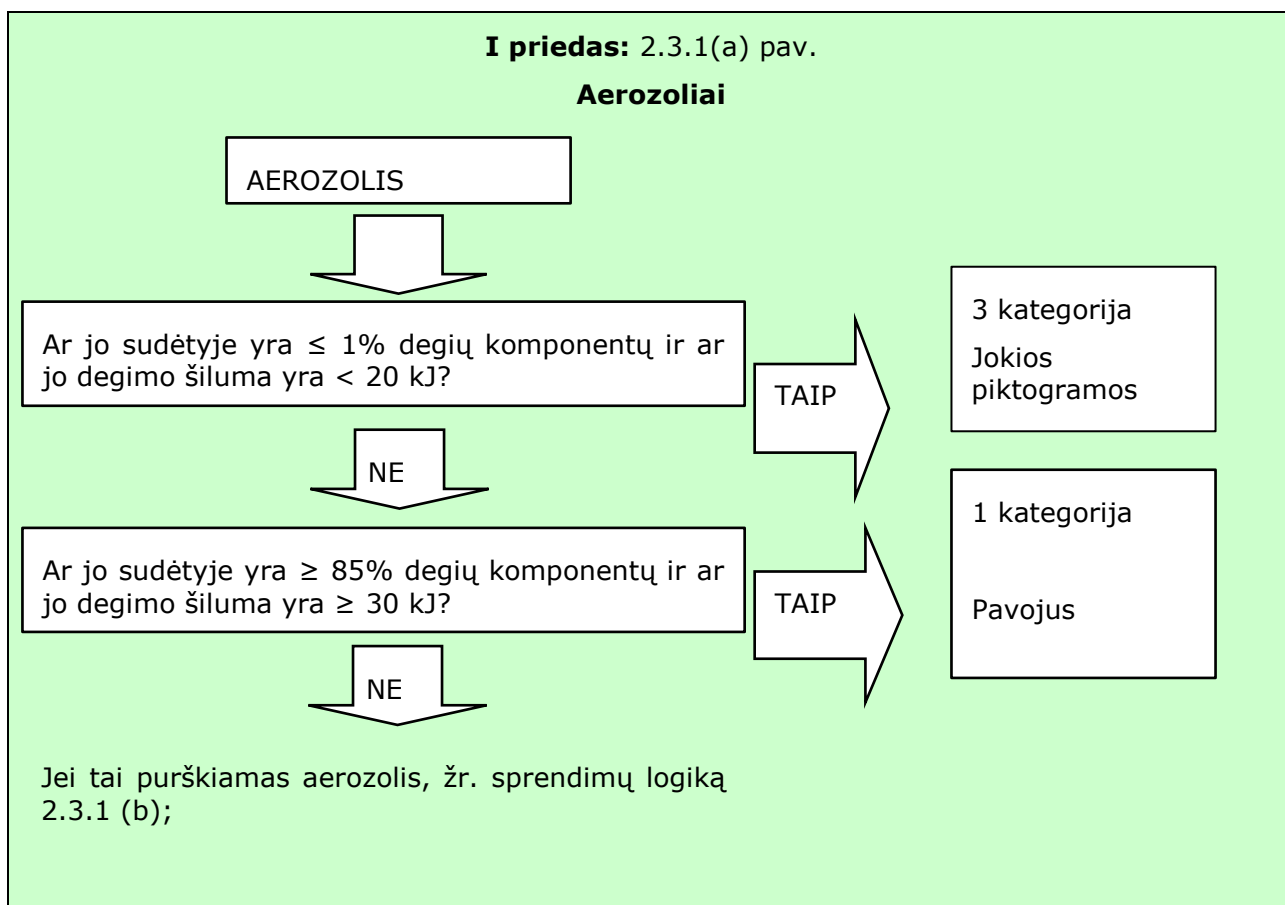 I priedas: 2.3.1(a) pav.
Aerozoliai
AEROZOLIS
Ar jo sudėtyje yra ≤ 1% degių komponentų ir ar
jo degimo šiluma yra < 20 kJ?
TAIP
3 kategorija
Jokios
piktogramos
NE
Ar jo sudėtyje yra ≥ 85% degių komponentų ir ar
jo degimo šiluma yra ≥ 30 kJ?
TAIP
1 kategorija
Pavojus
NE
Jei tai purškiamas aerozolis, žr. sprendimų logiką
2.3.1 (b);